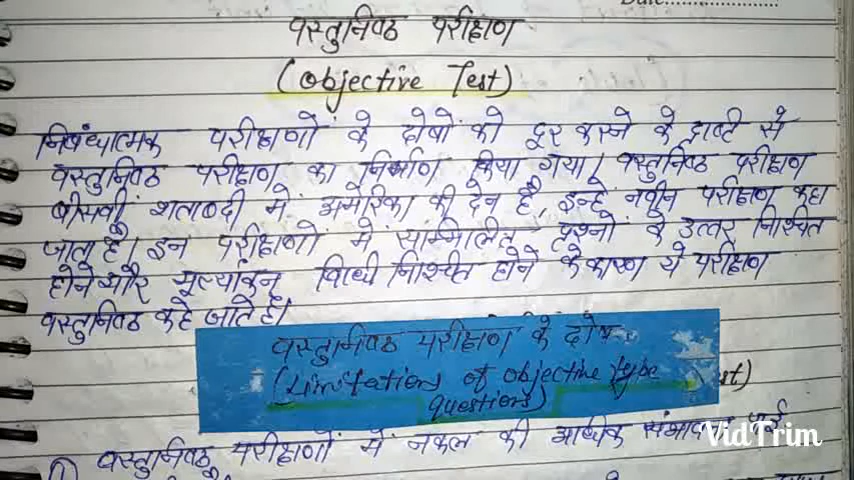 Date
वस्तुनिष्ठ परीक्षण
(Objective Test)
निबंधात्मक परीक्षणों के दोषों को दूर करने के दृष्टि से
वस्तुनिष्ठ परीक्षण का निर्माण किया गया। वस्तुनिष्ठ परीक्षण
बीसवीं शताब्दी में अमेरिका की देन है, इन्हे नवीन परीक्षण कहा
जाता है। इन परीक्षणों में सम्मिलित प्रश्नों के उत्तर निश्चित
होने और मूल्यांकन विधि निश्चित होने के कारण ये परीक्षण
वस्तुनिष्ठ कहे जाते है।
वस्तुनिष्ठ परीक्षण के दोष
(Limitation of objective type
questions)
① वस्तुनिष्ठ परीक्षणों में नकल की अधिक
VidTrim